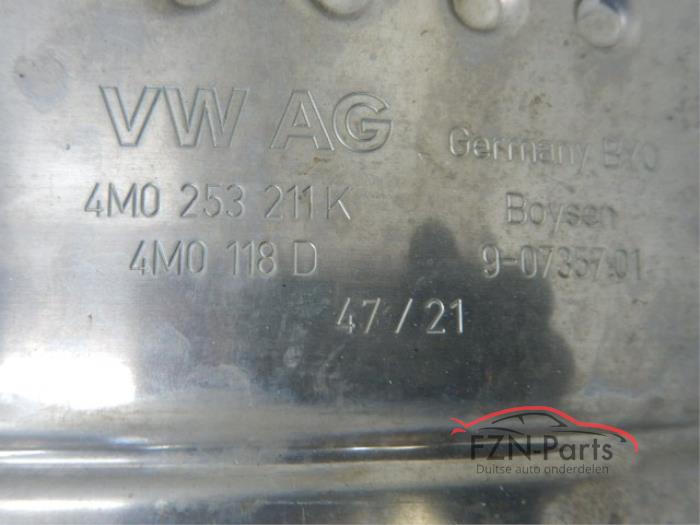 VW AG
Germany BYO
4M0 253 211 K
Boysen
4M0 118 D
9-07357.01
47 / 21
FZN-Parts
Duitse auto onderdelen